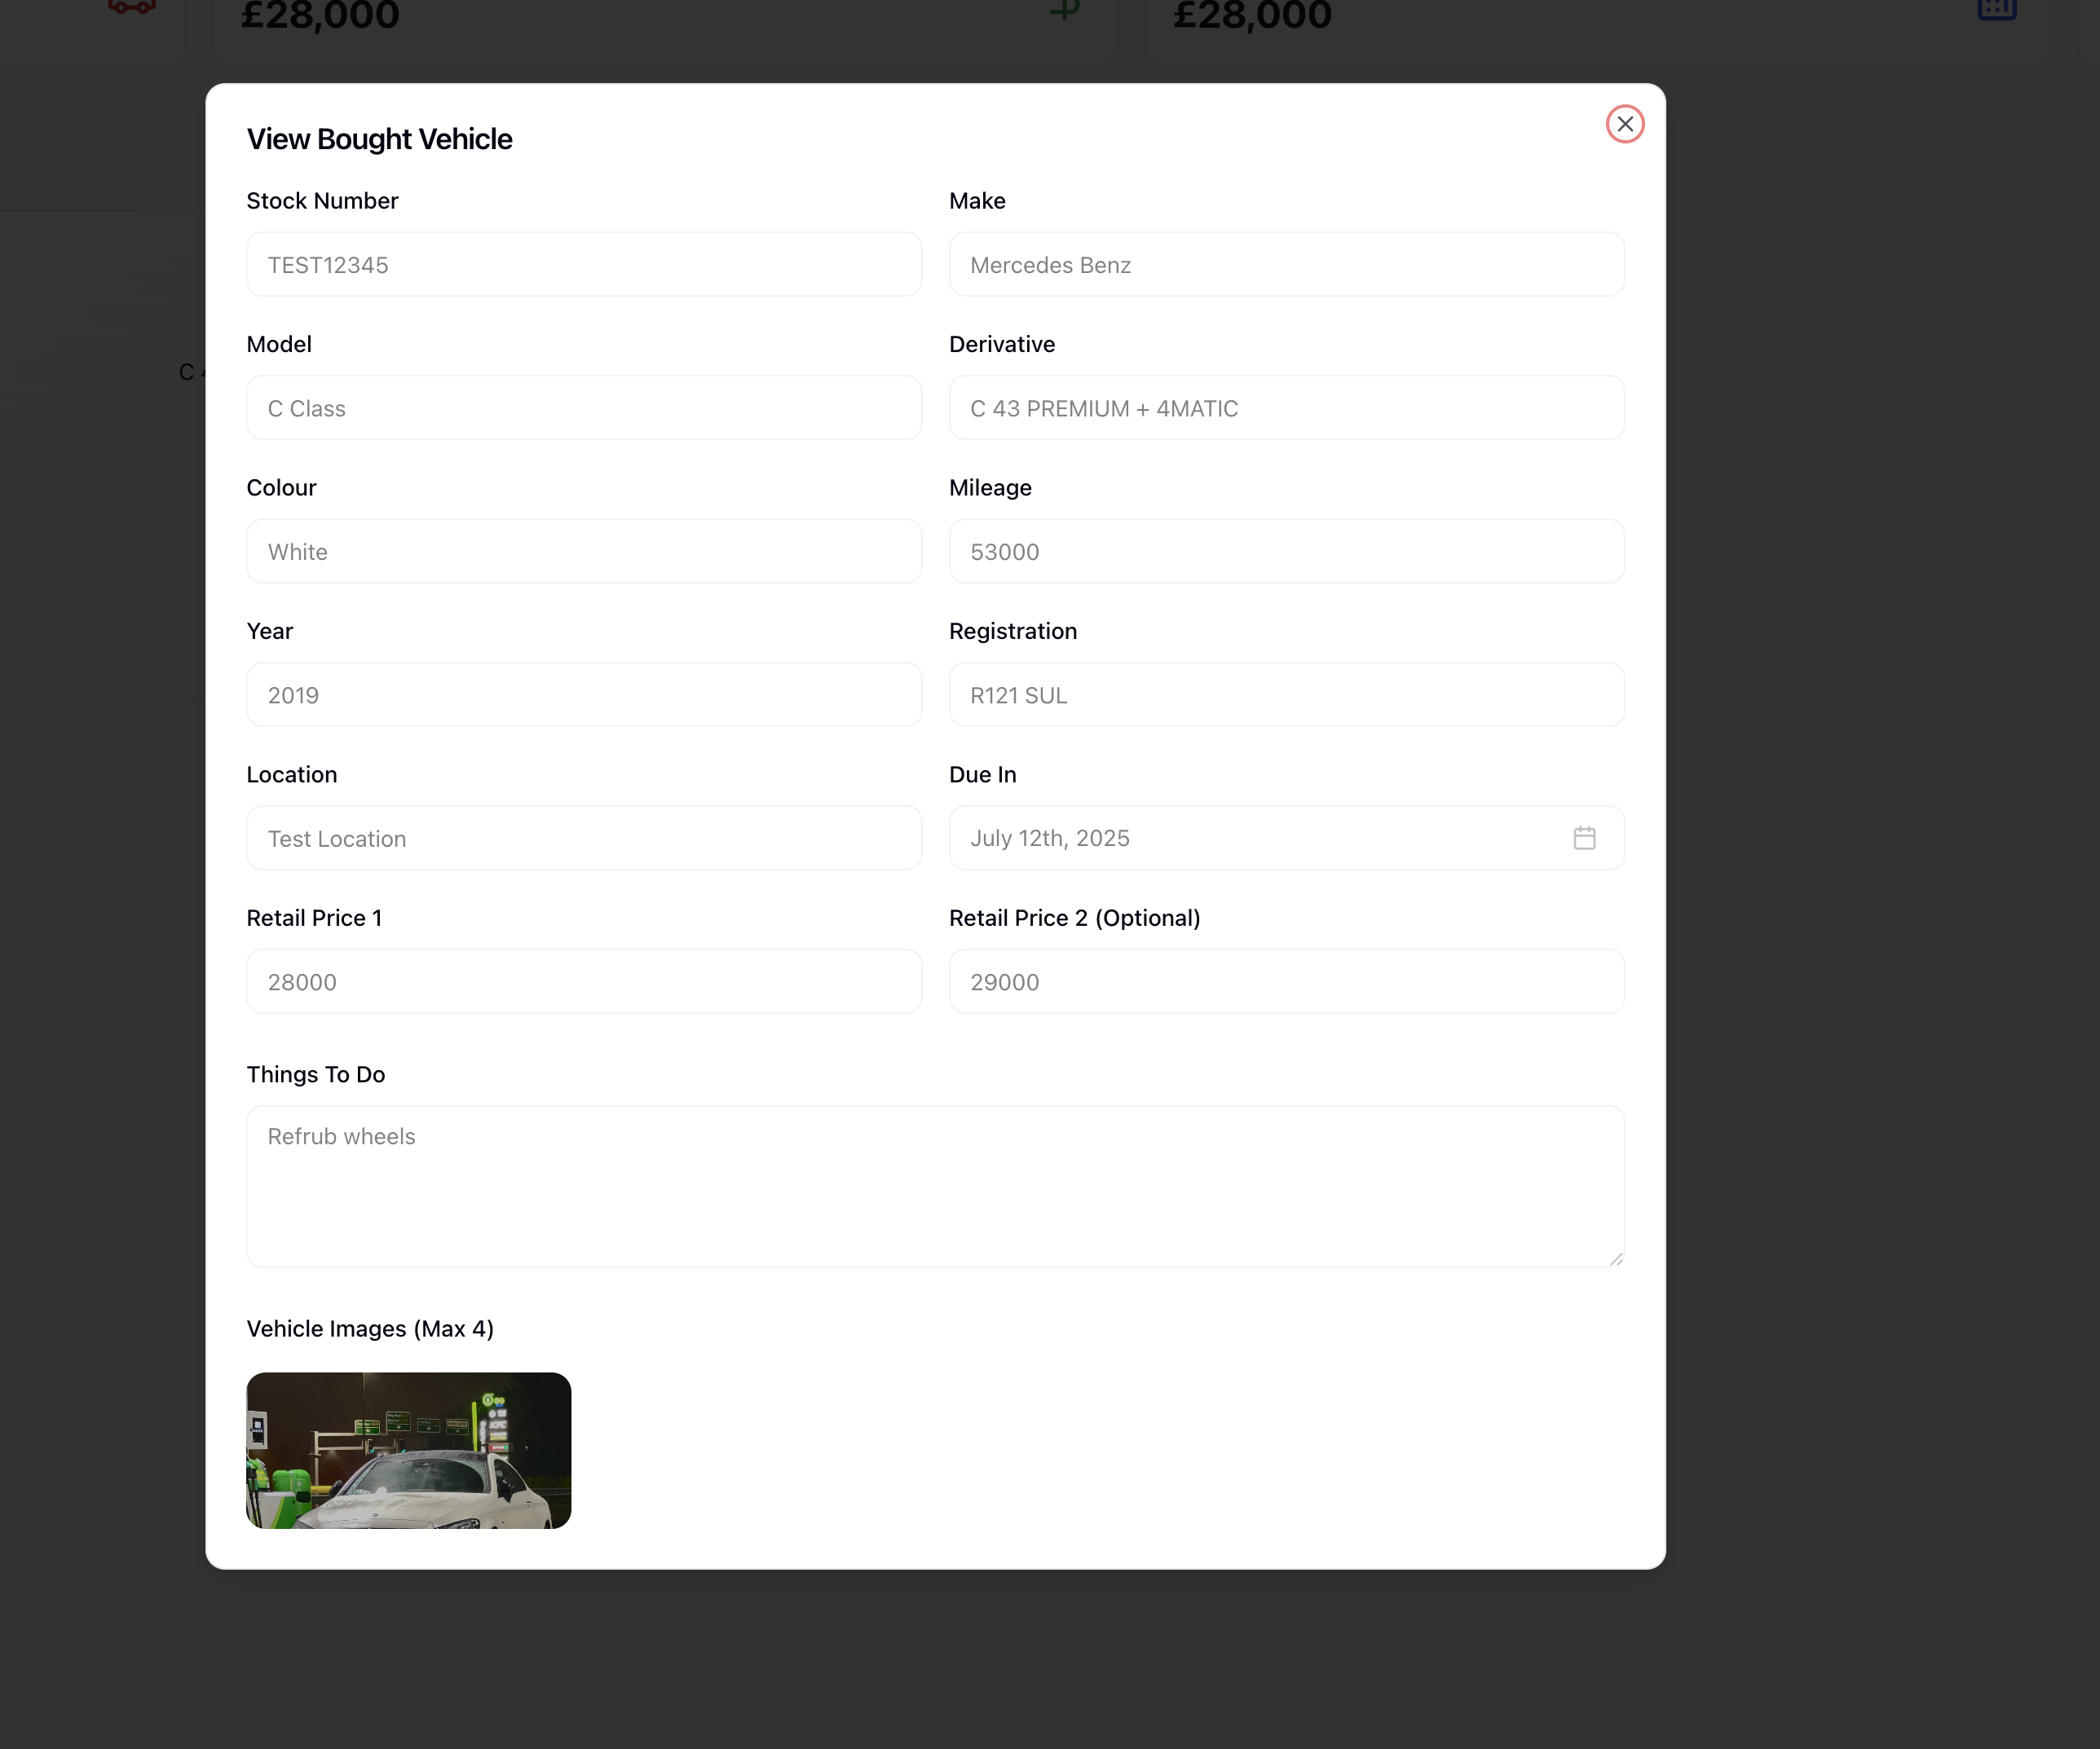 £28,000
£28,000
View Bought Vehicle
Stock Number
Make
TEST12345
Mercedes Benz
Model
Derivative
C Class
C 43 PREMIUM + 4MATIC
C
Colour
Mileage
White
53000
Year
Registration
2019
R121 SUL
Location
Due In
Test Location
July 12th, 2025
Retail Price 1
Retail Price 2 (Optional)
28000
29000
Things To Do
Refrub wheels
Vehicle Images (Max 4)
KFC